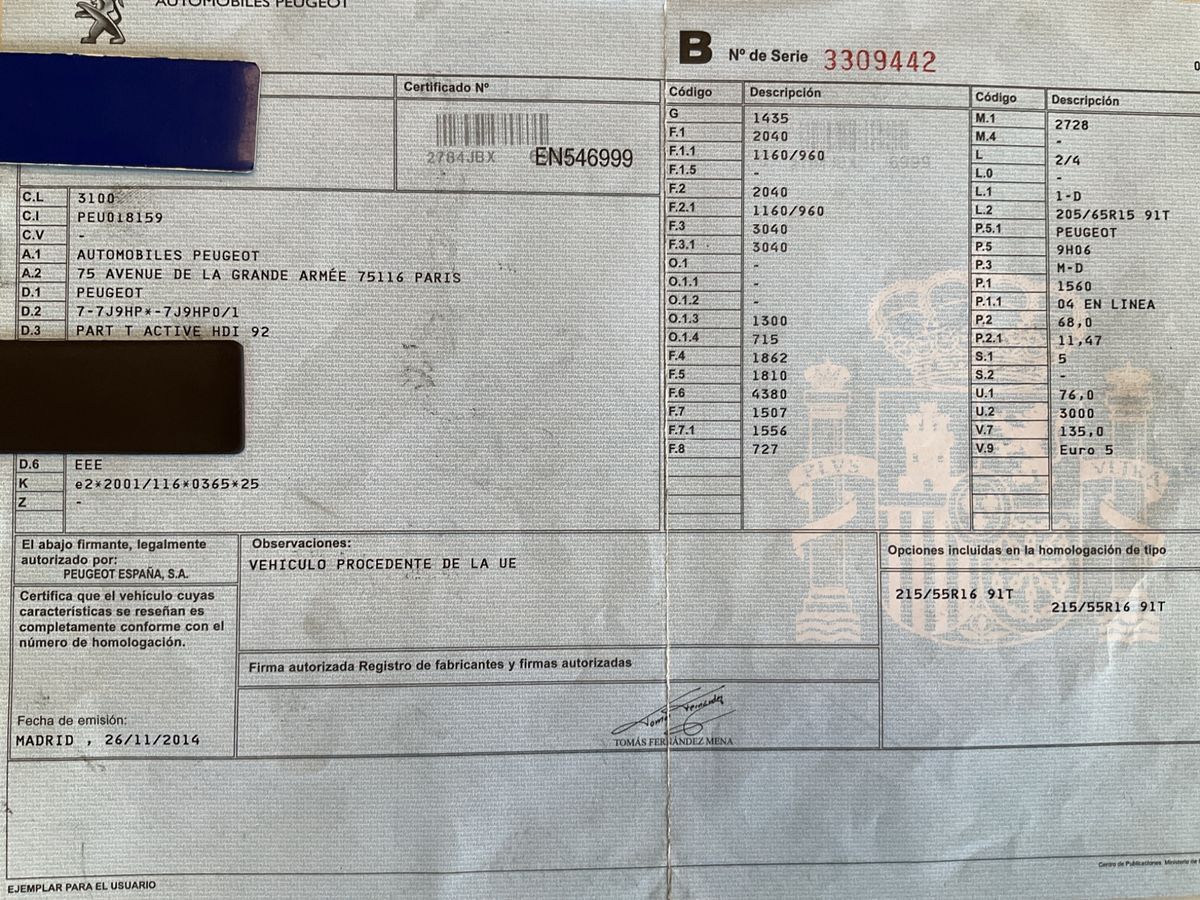 AUTOMOBILES PEUGEOT
B Nº de Serie 3309442
Certificado Nº
2784JBX EN546999
C.L 3100
C.I PEU018159
C.V -
A.1 AUTOMOBILES PEUGEOT
A.2 75 AVENUE DE LA GRANDE ARMÉE 75116 PARIS
D.1 PEUGEOT
D.2 7-7J9HP*-7J9HP0/1
D.3 PART T ACTIVE HDI 92
D.6 EEE
K e2*2001/116*0365*25
Z -
Código Descripción
G 1435
F.1 2040
F.1.1 1160/960
F.1.5 -
F.2 2040
F.2.1 1160/960
F.3 3040
F.3.1 3040
O.1 -
O.1.1 -
O.1.2 -
O.1.3 1300
O.1.4 715
F.4 1862
F.5 1810
F.6 4380
F.7 1507
F.7.1 1556
F.8 727
Código Descripción
M.1 2728
M.4 -
L 2/4
L.0 -
L.1 1-D
L.2 205/65R15 91T
P.5.1 PEUGEOT
P.5 9H06
P.3 M-D
P.1 1560
P.1.1 04 EN LINEA
P.2 68,0
P.2.1 11,47
S.1 5
S.2 -
U.1 76,0
U.2 3000
V.7 135,0
V.9 Euro 5
PLVS VLTRA
El abajo firmante, legalmente
autorizado por:
PEUGEOT ESPAÑA, S.A.
Certifica que el vehículo cuyas
características se reseñan es
completamente conforme con el
número de homologación.
Fecha de emisión:
MADRID , 26/11/2014
Observaciones:
VEHICULO PROCEDENTE DE LA UE
Firma autorizada Registro de fabricantes y firmas autorizadas
Tomás Fernández
TOMÁS FERNÁNDEZ MENA
Opciones incluidas en la homologación de tipo
215/55R16 91T
215/55R16 91T
Centro de Publicaciones. Ministerio de
EJEMPLAR PARA EL USUARIO